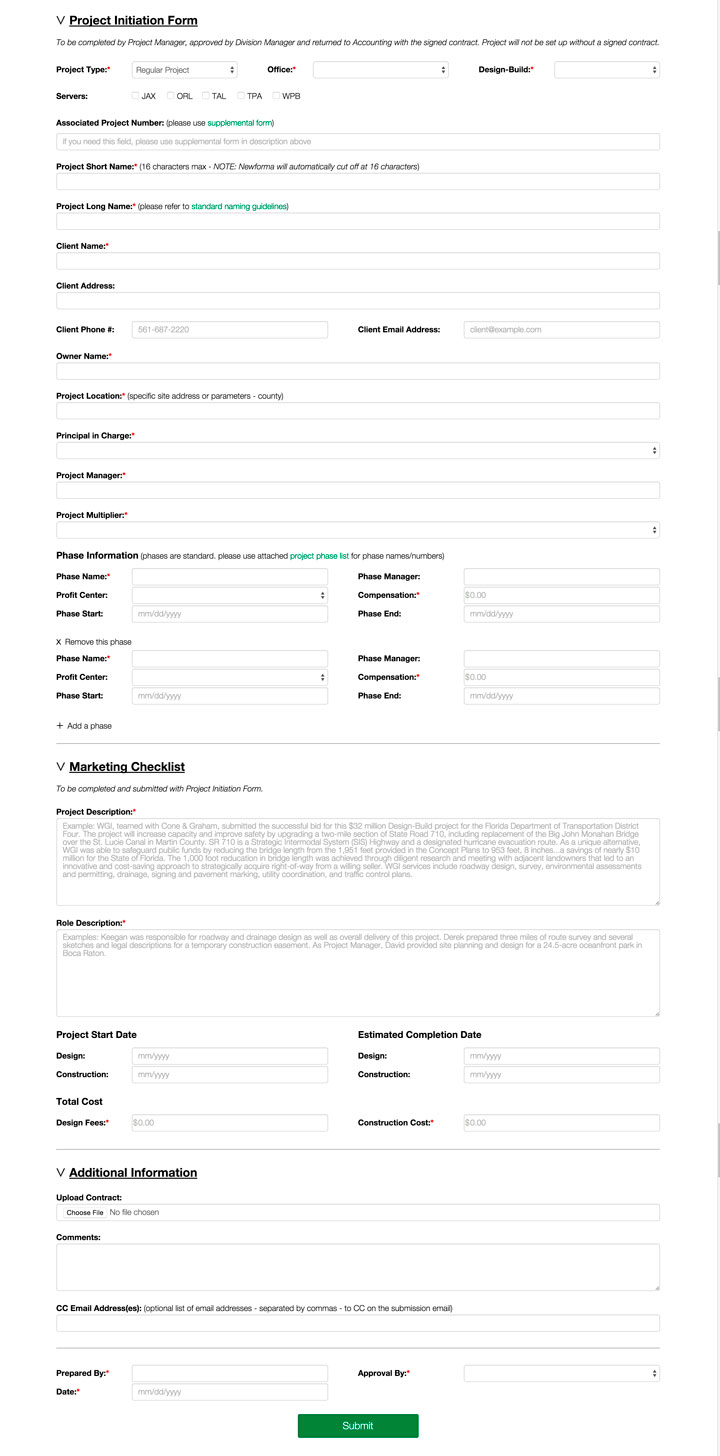 V Project Initiation Form
To be completed by Project Manager, approved by Division Manager and returned to Accounting with the signed contract. Project will not be set up without a signed contract.
Project Type:* Regular Project Office:* Design-Build:*
Servers: JAX ORL TAL TPA WPB
Associated Project Number: (please use supplemental form)
if you need this field, please use supplemental form in description above
Project Short Name:* (16 characters max - NOTE: Newforma will automatically cut off at 16 characters)
Project Long Name:* (please refer to standard naming guidelines)
Client Name:*
Client Address:
Client Phone #: 561-687-2220 Client Email Address: client@example.com
Owner Name:*
Project Location:* (specific site address or parameters - county)
Principal in Charge:*
Project Manager:*
Project Multiplier:*
Phase Information (phases are standard. please use attached project phase list for phase names/numbers)
Phase Name:* Phase Manager:
Profit Center: Compensation:* $0.00
Phase Start: mm/dd/yyyy Phase End: mm/dd/yyyy
X Remove this phase
Phase Name:* Phase Manager:
Profit Center: Compensation:* $0.00
Phase Start: mm/dd/yyyy Phase End: mm/dd/yyyy
+ Add a phase
V Marketing Checklist
To be completed and submitted with Project Initiation Form.
Project Description:*
Example: WGI, teamed with Cone & Graham, submitted the successful bid for this $32 million Design-Build project for the Florida Department of Transportation District
Four. The project will increase capacity and improve safety by upgrading a two-mile section of State Road 710, including replacement of the Big John Monahan Bridge
over the St. Lucie Canal in Martin County. SR 710 is a Strategic Intermodal System (SIS) Highway and a designated hurricane evacuation route. As a unique alternative,
WGI was able to safeguard public funds by reducing the bridge length from the 1,951 feet provided in the Concept Plans to 953 feet, 8 inches...a savings of nearly $10
million for the State of Florida. The 1,000 foot reducation in bridge length was achieved through diligent research and meeting with adjacent landowners that led to an
innovative and cost-saving approach to strategically acquire right-of-way from a willing seller. WGI services include roadway design, survey, environmental assessments
and permitting, drainage, signing and pavement marking, utility coordination, and traffic control plans.
Role Description:*
Examples: Keegan was responsible for roadway and drainage design as well as overall delivery of this project. Derek prepared three miles of route survey and several
sketches and legal descriptions for a temporary construction easement. As Project Manager, David provided site planning and design for a 24.5-acre oceanfront park in
Boca Raton.
Project Start Date Estimated Completion Date
Design: mm/yyyy Design: mm/yyyy
Construction: mm/yyyy Construction: mm/yyyy
Total Cost
Design Fees:* $0.00 Construction Cost:* $0.00
V Additional Information
Upload Contract:
Choose File No file chosen
Comments:
CC Email Address(es): (optional list of email addresses - separated by commas - to CC on the submission email)
Prepared By:* Approval By:*
Date:* mm/dd/yyyy
Submit